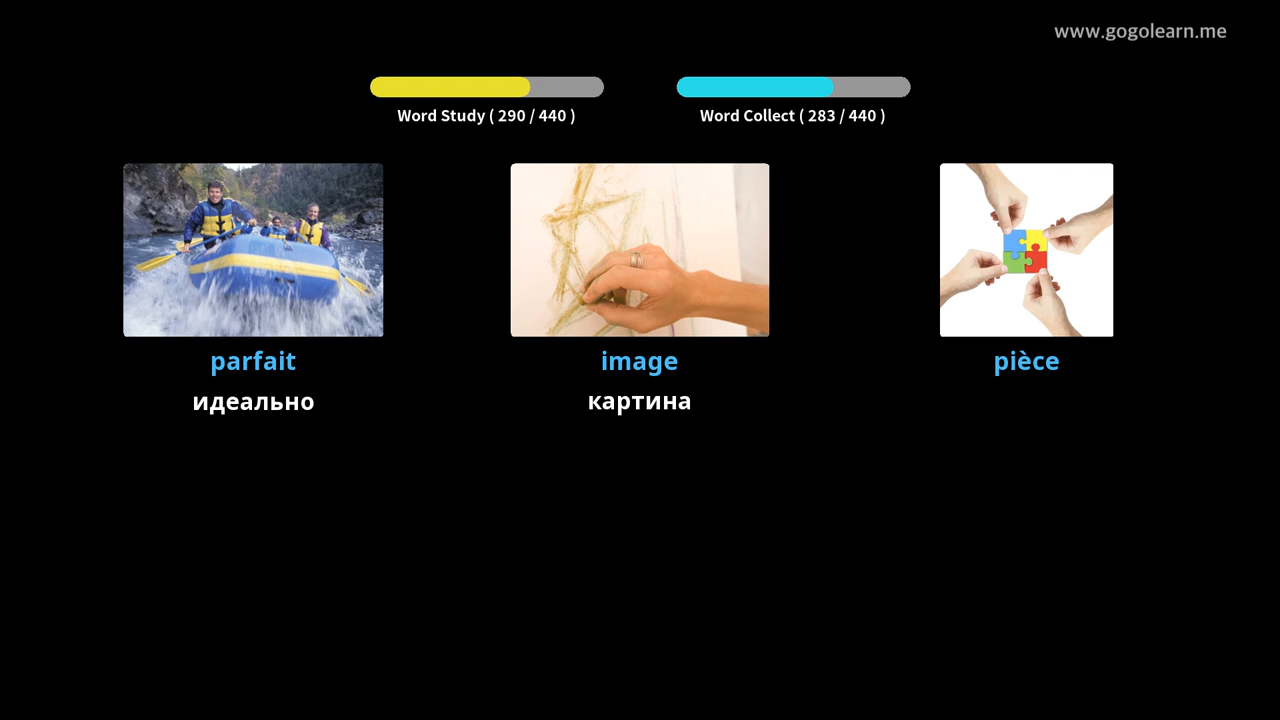 www.gogolearn.me
Word Study ( 290 / 440 )
Word Collect ( 283 / 440 )
parfait
image
pièce
идеально
картина